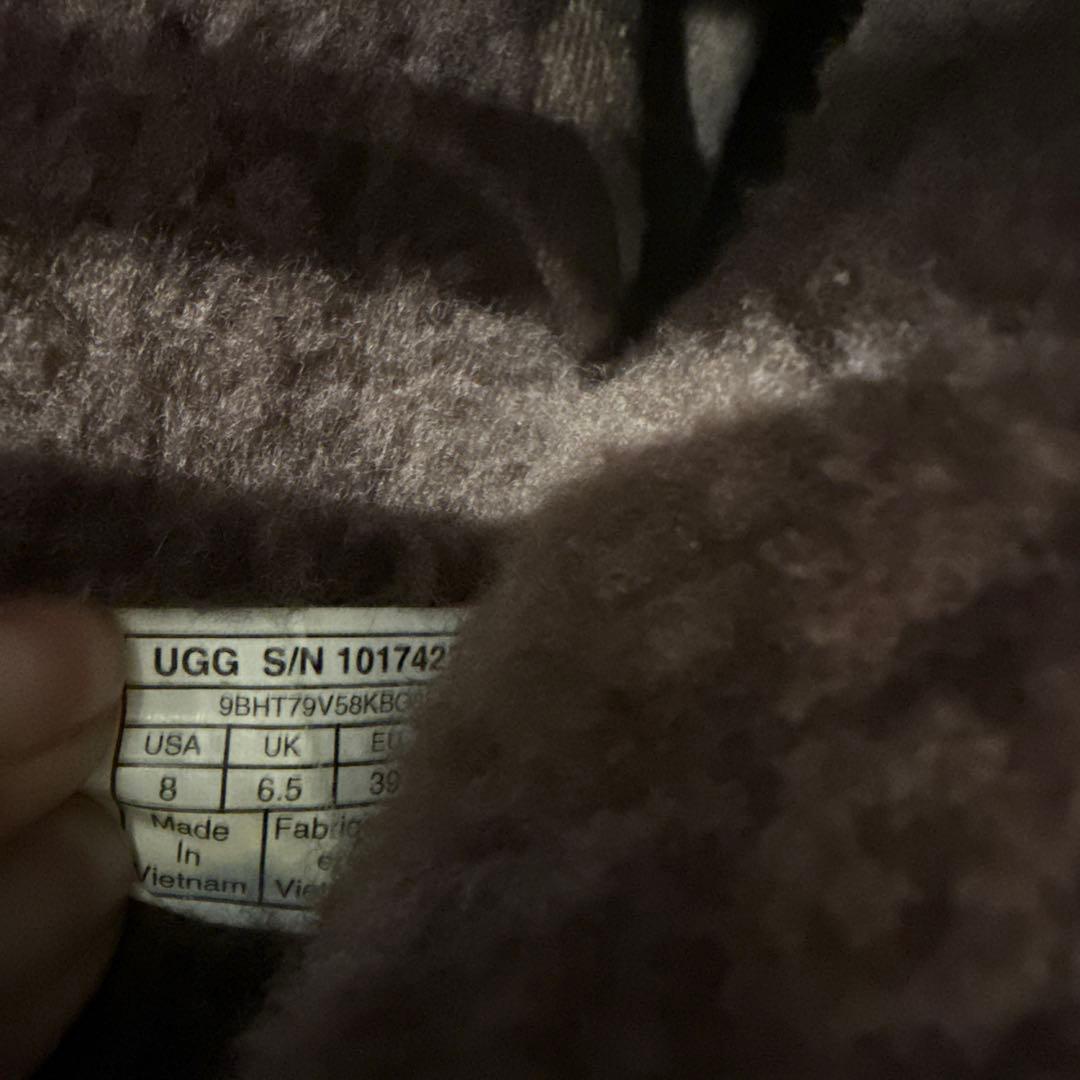 UGG S/N 101742
9BHT79V58KBG
USA UK EU
8 6.5 39
Made
In
Vietnam